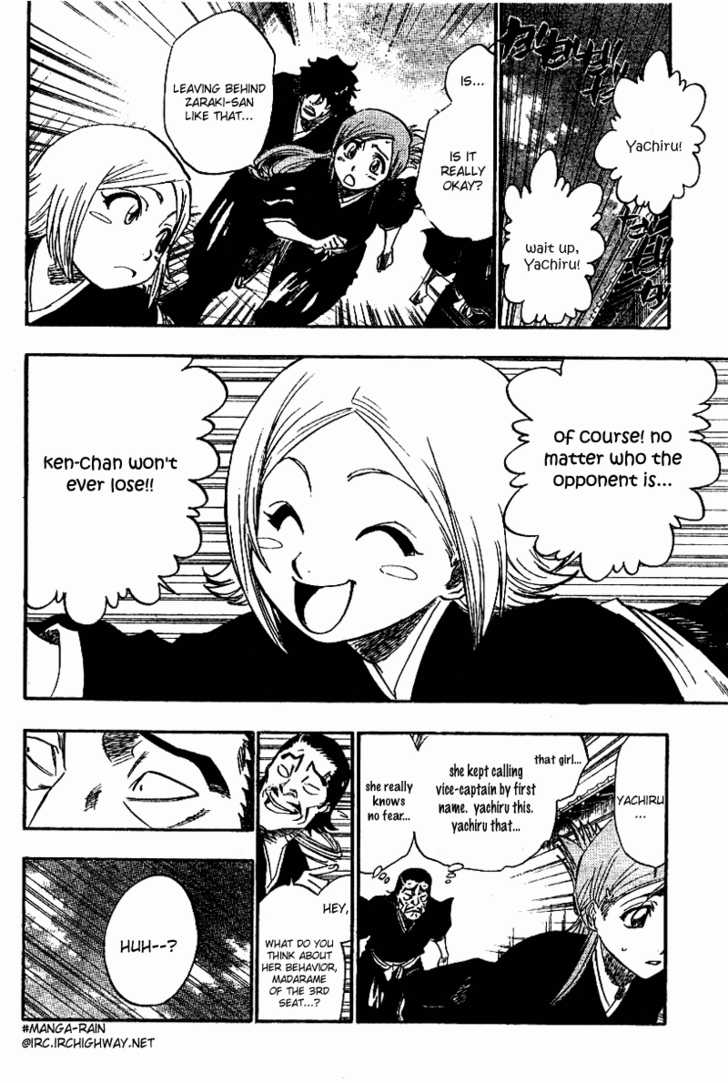 Yachiru!
wait up,
Yachiru!
IS...
IS IT
REALLY
OKAY?
LEAVING BEHIND
ZARAKI-SAN
LIKE THAT...
of course! no
matter who the
opponent is...
ken-chan won't
ever lose!!
YACHIRU
...
that girl...
she kept calling
vice-captain by first
name. yachiru this.
yachiru that...
she really
knows
no fear...
HEY,
WHAT DO YOU
THINK ABOUT
HER BEHAVIOR,
MADARAME
OF THE 3RD
SEAT...?
HUH--?
#MANGA-RAIN
@IRC.IRCHIGHWAY.NET